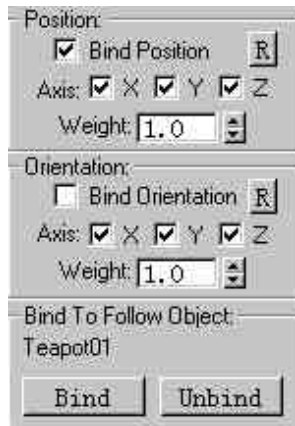 Position:
Bind Position R
Axis: X Y Z
Weight: 1.0
Orientation:
Bind Orientation R
Axis: X Y Z
Weight: 1.0
Bind To Follow Object:
Teapot01
Bind Unbind